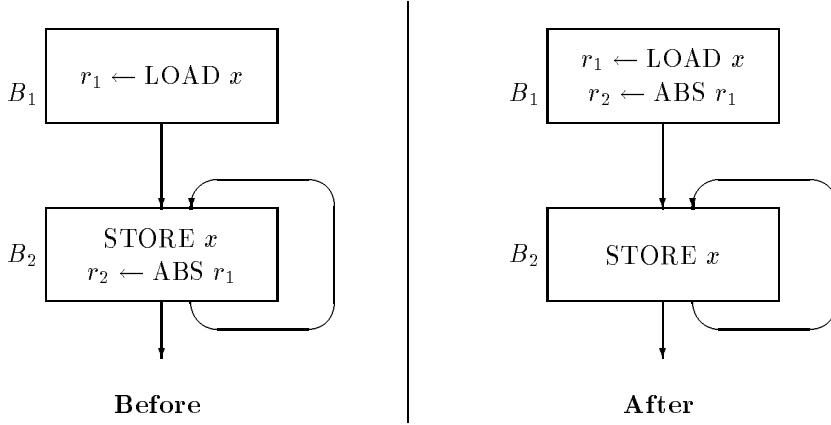 r₁ ← LOAD x
B₁
STORE x
r₂ ← ABS r₁
B₂
Before
r₁ ← LOAD x
r₂ ← ABS r₁
B₁
STORE x
B₂
After